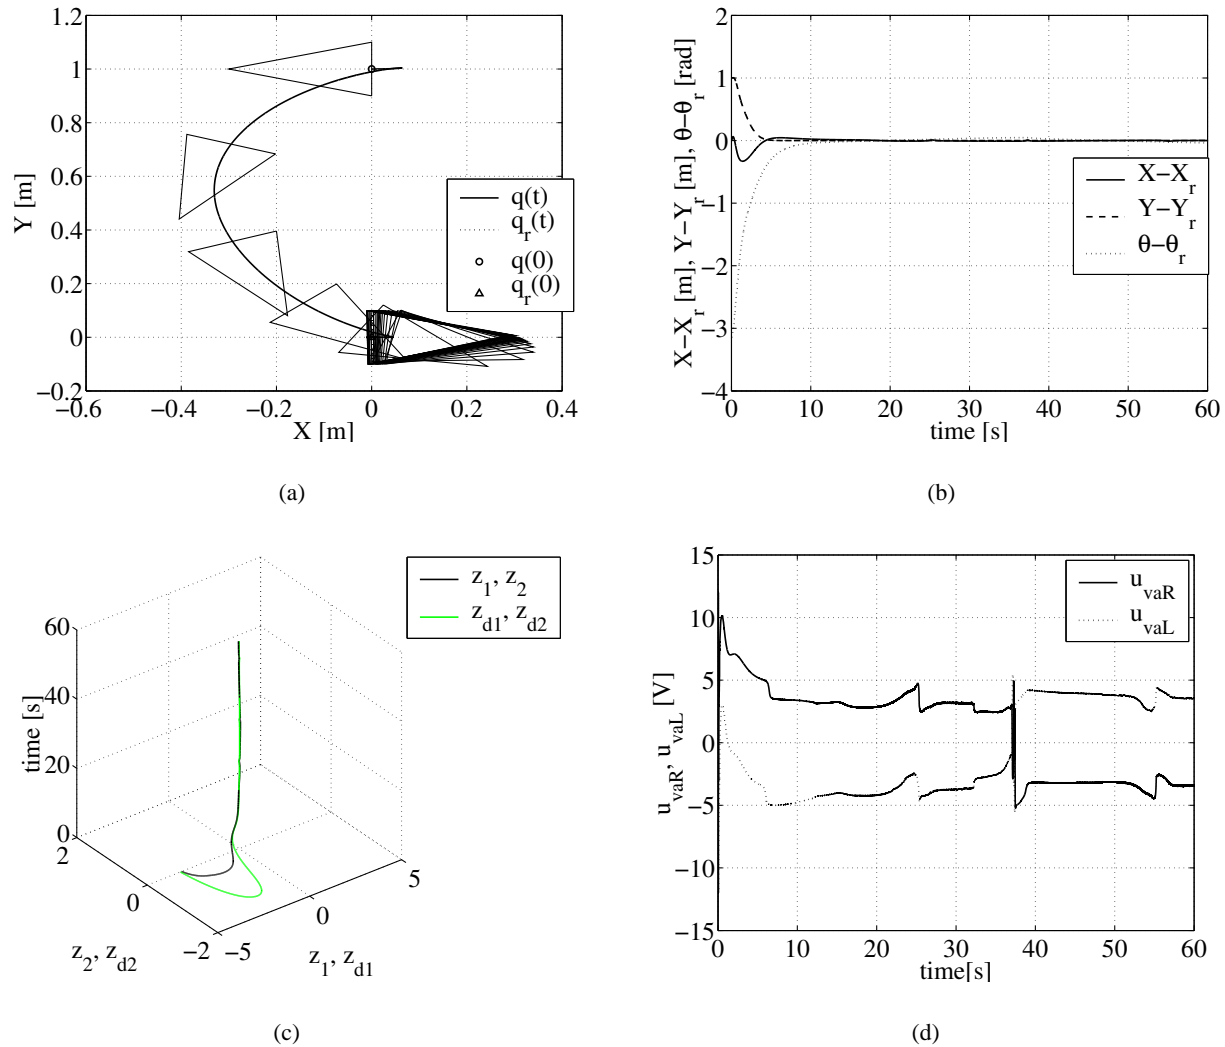 1.2
1
0.8
0.6
0.4
0.2
0
−0.2
−0.6
−0.4
−0.2
0
0.2
0.4
Y [m]
X [m]
q(t)
q_r(t)
q(0)
q_r(0)
(a)
2
1
0
−1
−2
−3
−4
0
10
20
30
40
50
60
X−X_r [m], Y−Y_r [m], θ−θ_r [rad]
time [s]
X−X_r
Y−Y_r
θ−θ_r
(b)
60
40
20
0
2
0
−2
−5
0
5
time [s]
z_2, z_d2
z_1, z_d1
z_1, z_2
z_d1, z_d2
(c)
15
10
5
0
−5
−10
−15
0
10
20
30
40
50
60
u_vaR, u_vaL [V]
time[s]
u_vaR
u_vaL
(d)